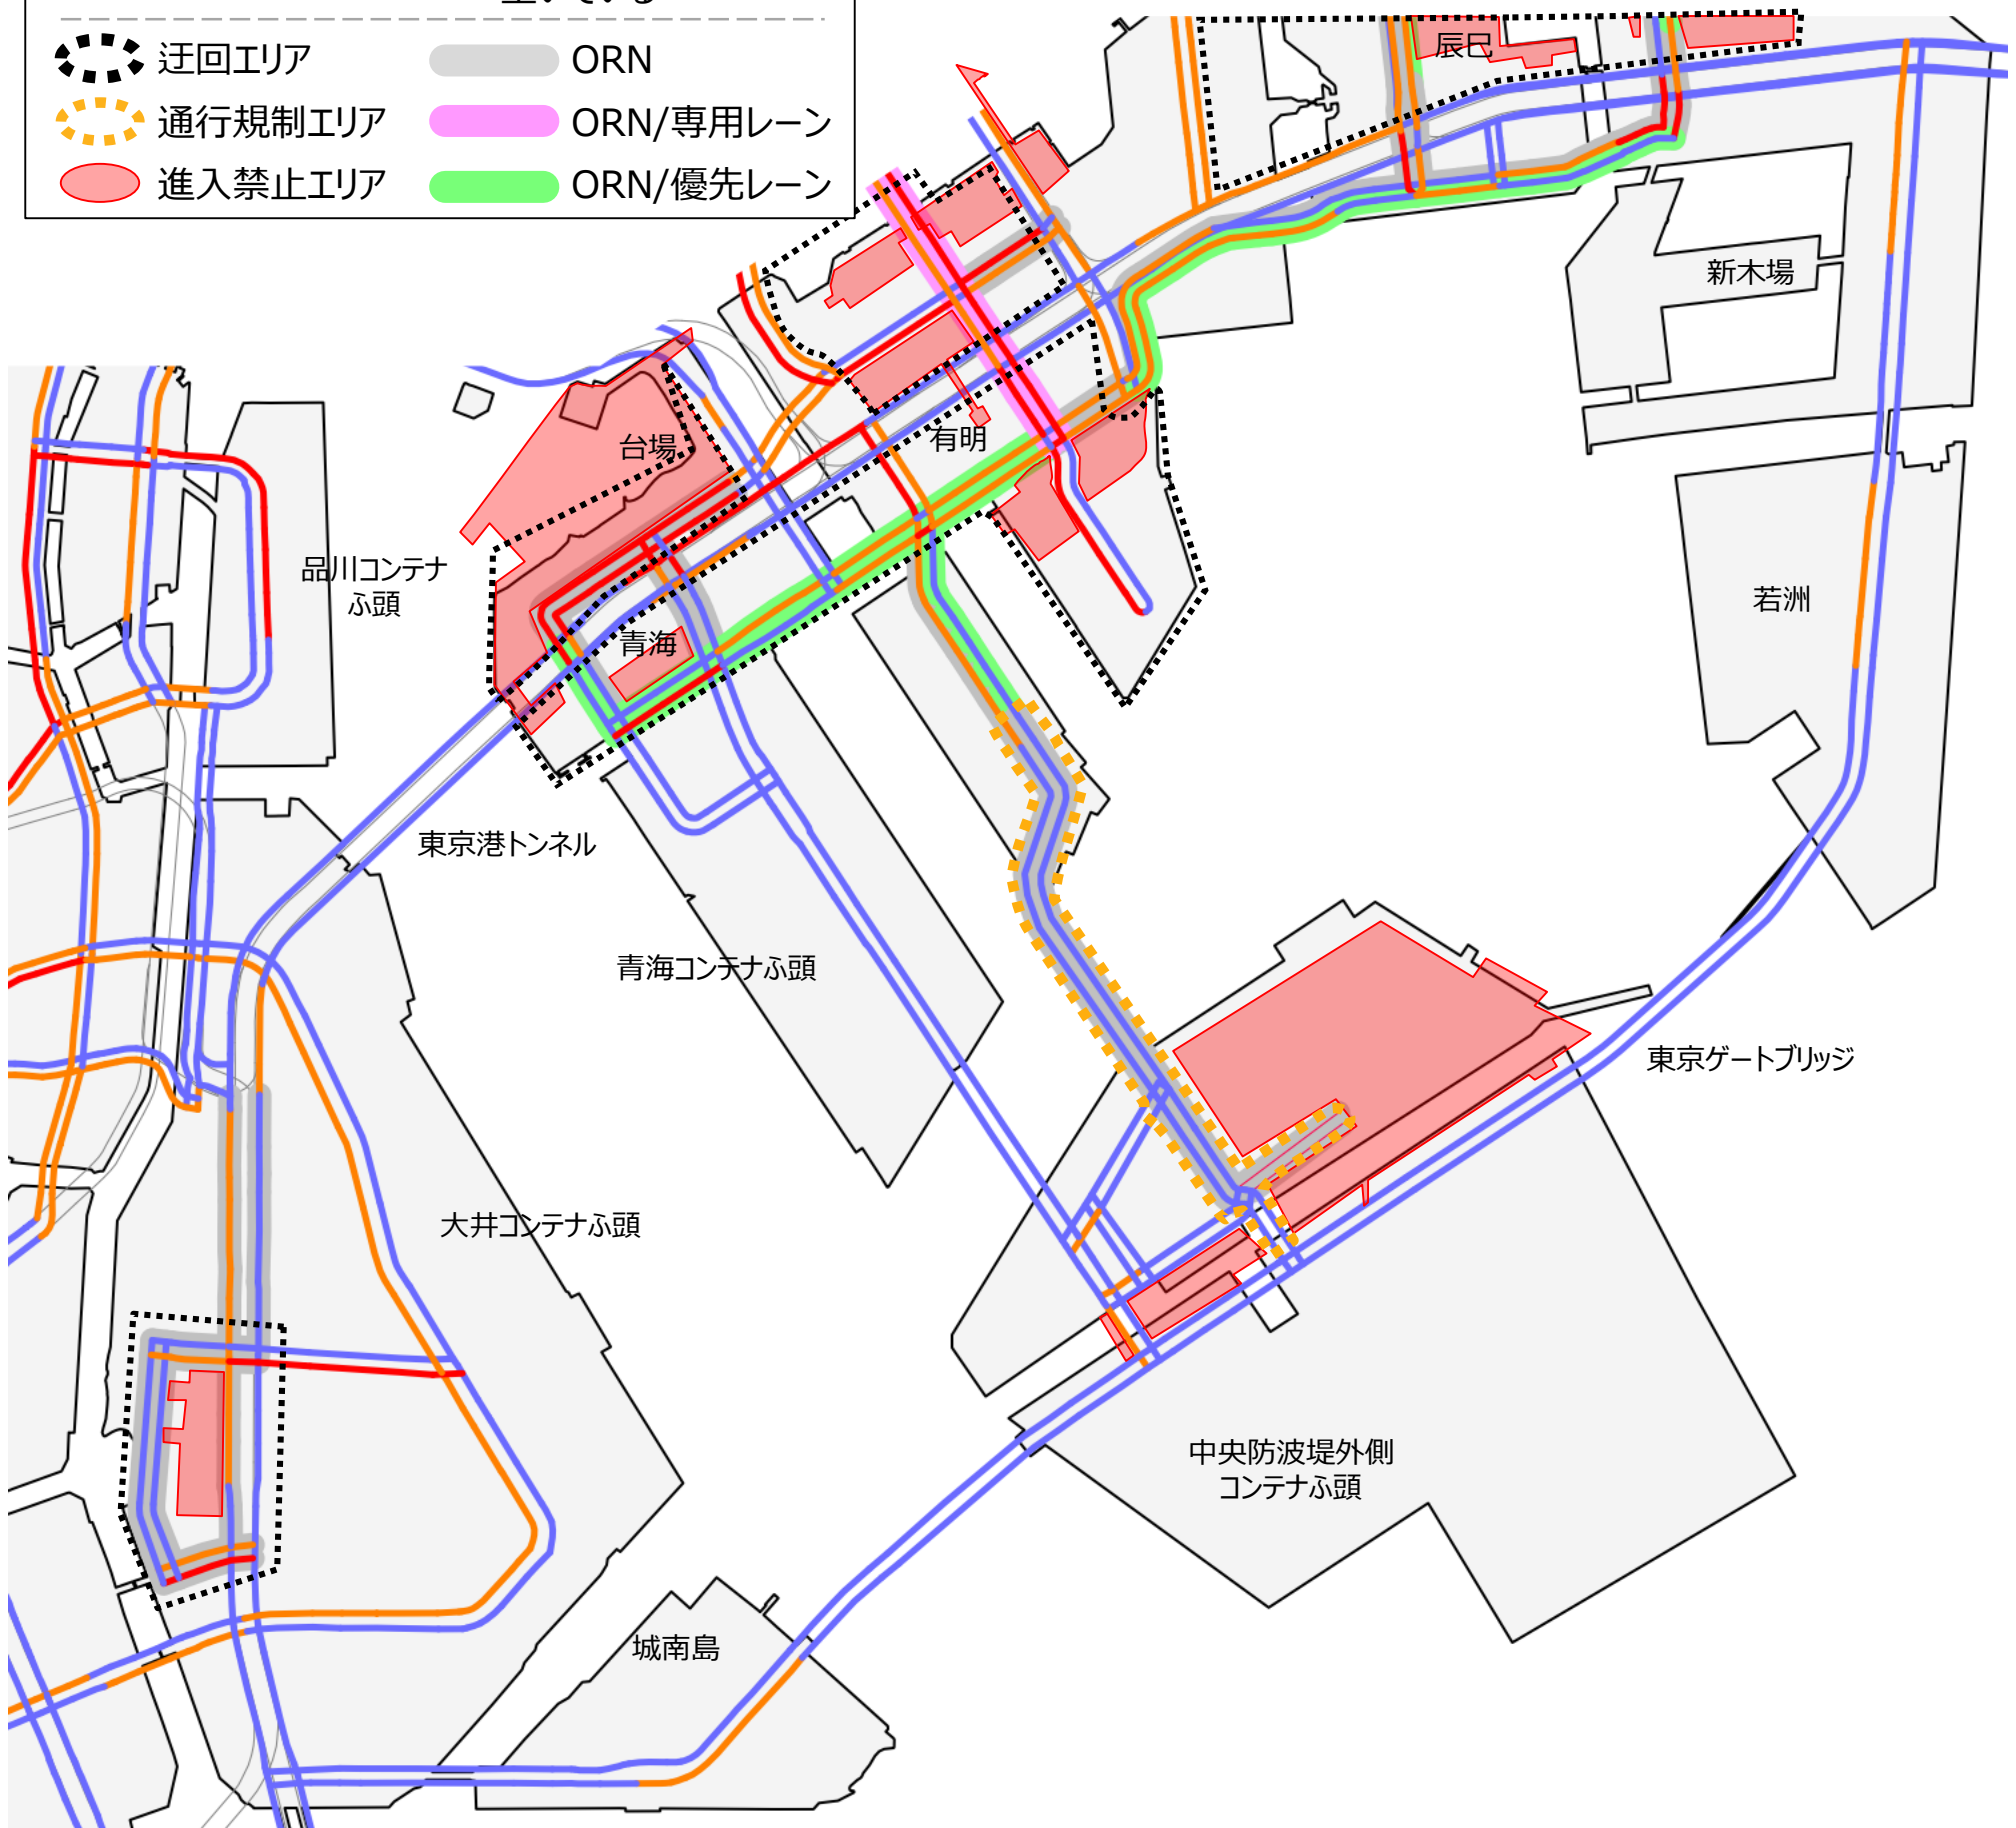 空いている
迂回エリア
ORN
通行規制エリア
ORN/専用レーン
進入禁止エリア
ORN/優先レーン
辰巳
新木場
有明
台場
品川コンテナ
ふ頭
若洲
青海
東京港トンネル
青海コンテナふ頭
東京ゲートブリッジ
大井コンテナふ頭
中央防波堤外側
コンテナふ頭
城南島